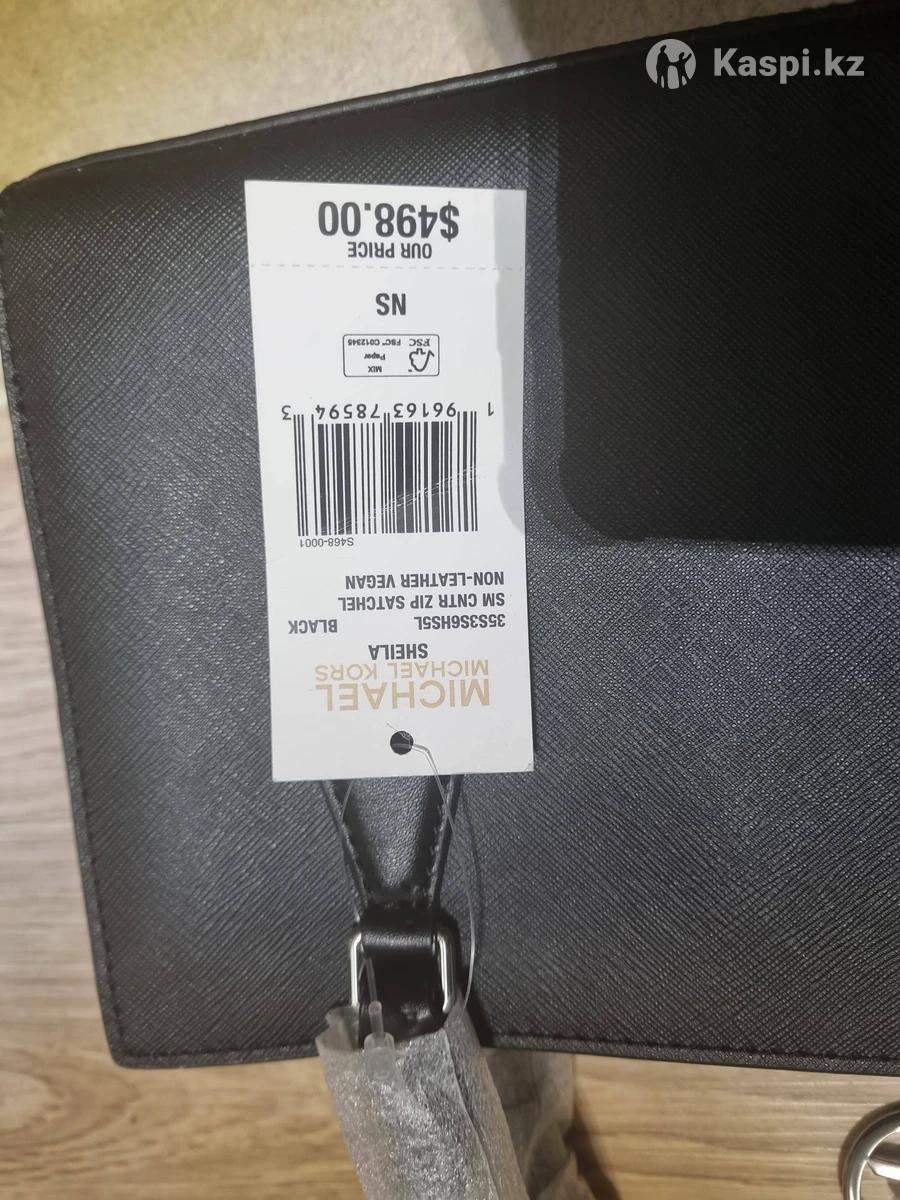 Kaspi.kz
MICHAEL
MICHAEL KORS
SHEILA
35S3S6HS5L BLACK
SM CNTR ZIP SATCHEL
NON-LEATHER VEGAN
S468-0001
1 96163 78594 3
MIX
Paper
FSC FSC™ C012345
NS
OUR PRICE
$498.00